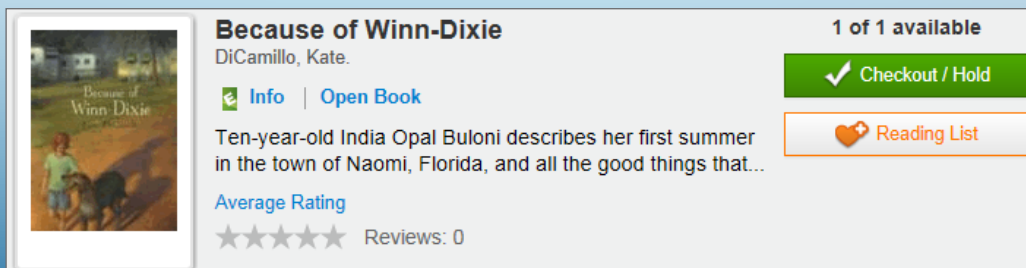 Because of Winn-Dixie
DiCamillo, Kate.
Info | Open Book
Ten-year-old India Opal Buloni describes her first summer
in the town of Naomi, Florida, and all the good things that...
Average Rating
Reviews: 0
1 of 1 available
Checkout / Hold
Reading List
Because of
Winn-Dixie